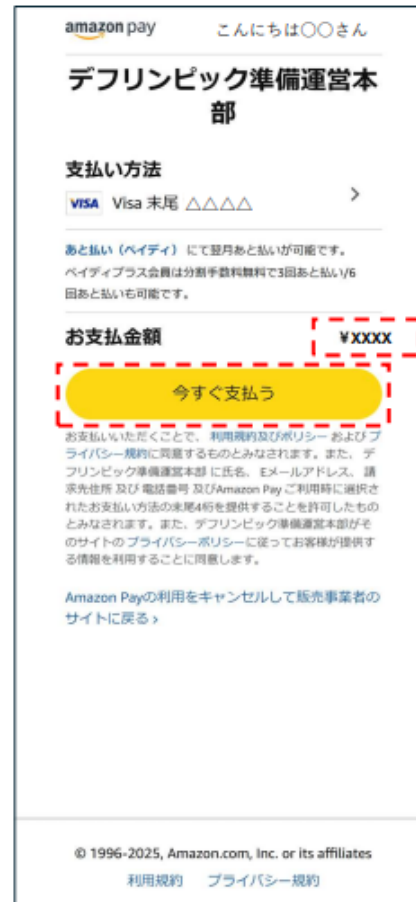 amazon pay こんにちは〇〇さん
デフリンピック準備運営本
部
支払い方法
VISA Visa 末尾 △△△△
あと払い（ペイディ） にて翌月あと払いが可能です。
ペイディプラス会員は分割手数料無料で3回あと払い/6
回あと払いも可能です。
お支払金額 ¥XXXX
今すぐ支払う
お支払いいただくことで、 利用規約及びポリシー および プ
ライバシー規約に同意するものとみなされます。また、 デ
フリンピック準備運営本部 に氏名、 Eメールアドレス、 請
求先住所 及び 電話番号 及びAmazon Pay ご利用時に選択さ
れたお支払い方法の末尾4桁を提供することを許可したもの
とみなされます。また、デフリンピック準備運営本部がそ
のサイトの プライバシーポリシーに従ってお客様が提供す
る情報を利用することに同意します。
Amazon Payの利用をキャンセルして販売事業者の
サイトに戻る ›
© 1996-2025, Amazon.com, Inc. or its affiliates
利用規約 プライバシー規約